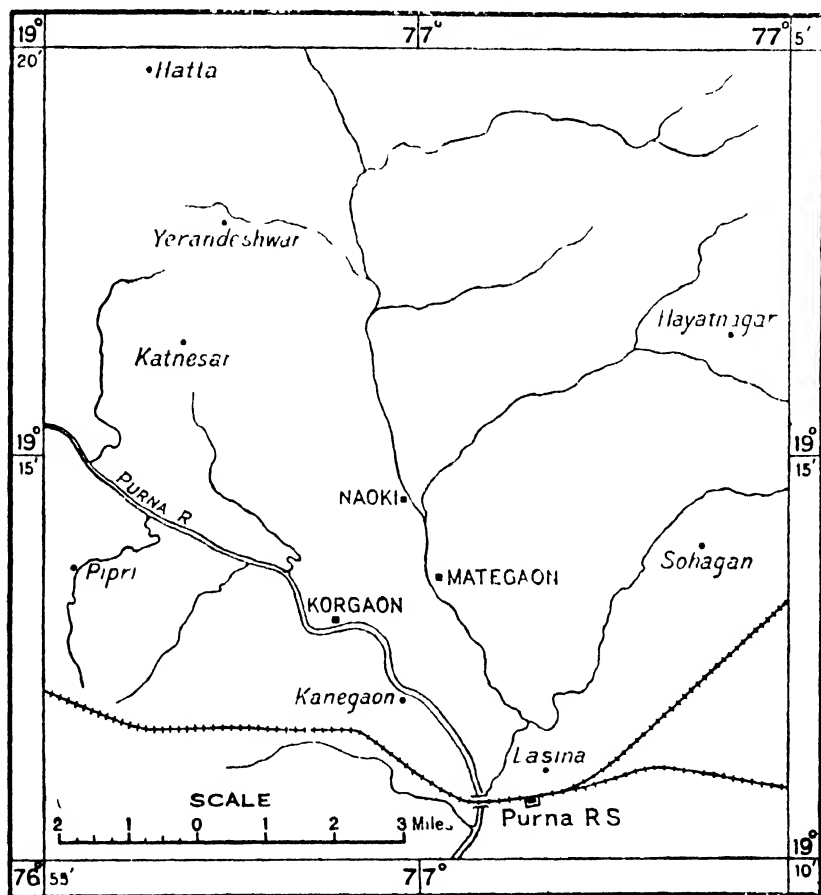 19° 77° 77° 5'
20'
Hatta
Yerandeshwar
Hayatnagar
Katnesar
19° 19°
15' 15'
PURNA R
NAOKI
Pipri
MATEGAON
Sohagan
KORGAON
Kanegaon
Lasina
SCALE
2 1 0 1 2 3 Miles
Purna RS
19°
76° 55' 77° 10'